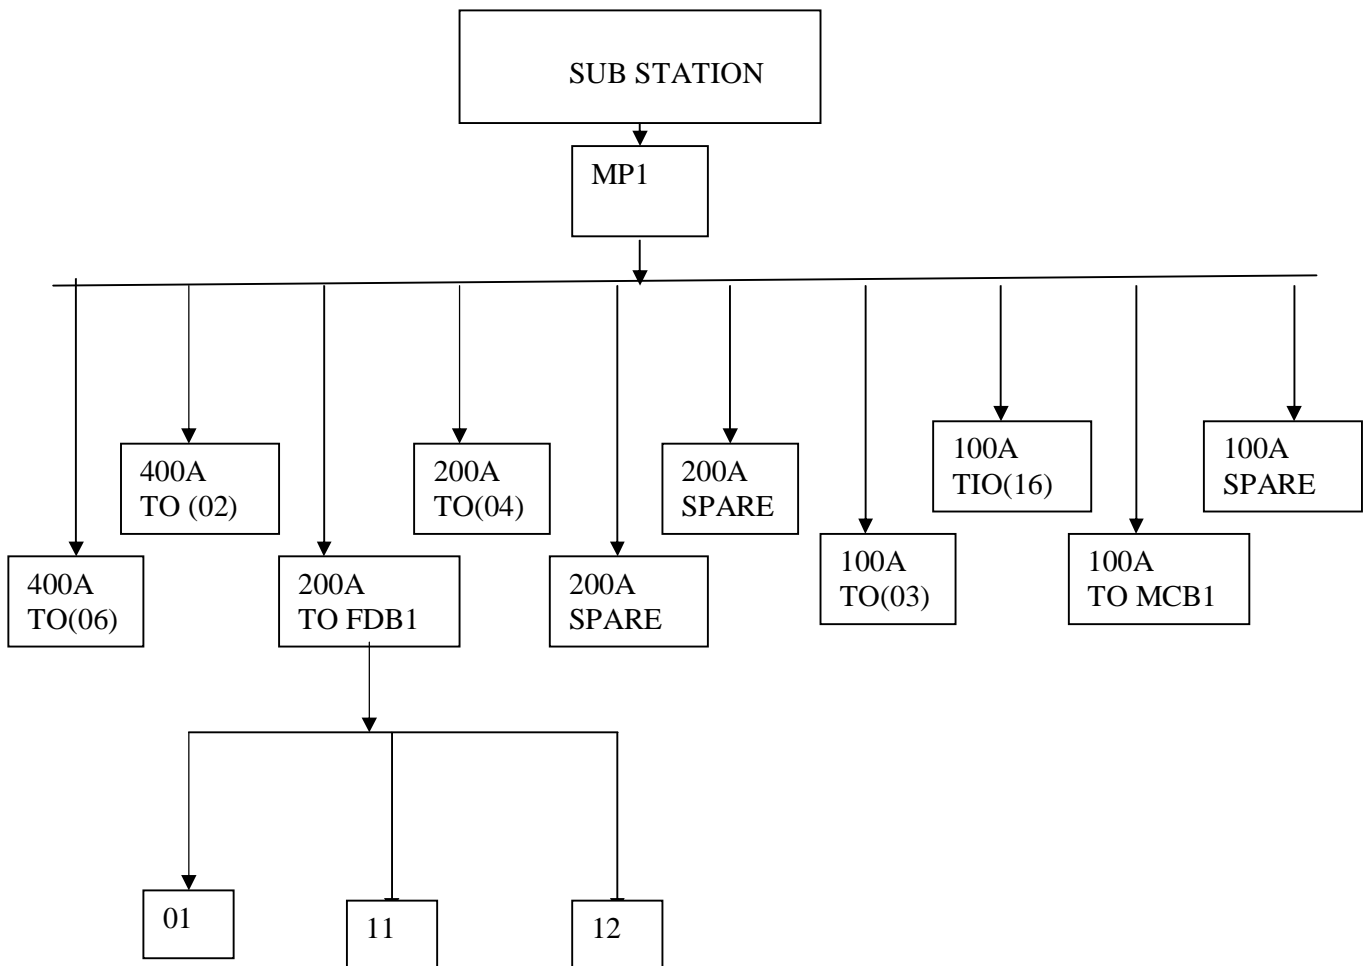 SUB STATION
MP1
400A
TO (02)
200A
TO(04)
200A
SPARE
100A
TIO(16)
100A
SPARE
400A
TO(06)
200A
TO FDB1
200A
SPARE
100A
TO(03)
100A
TO MCB1
01
11
12